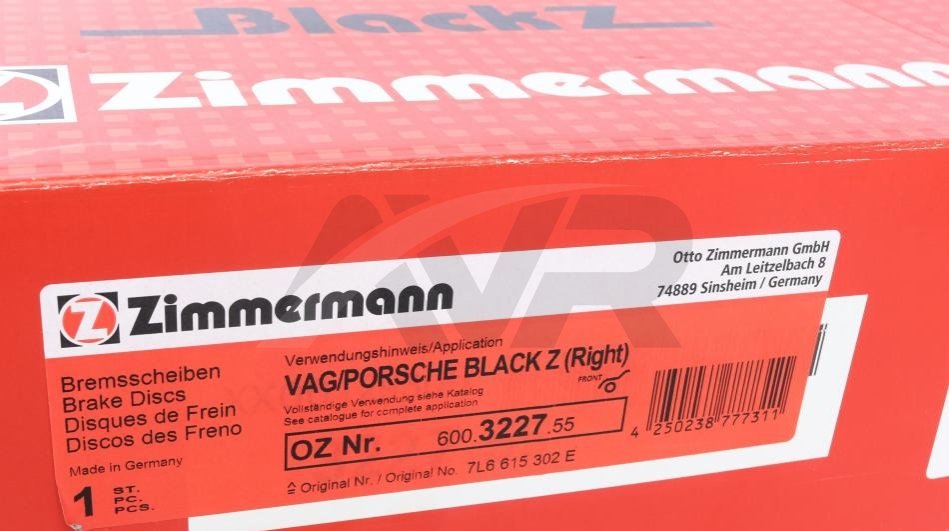 BlackZ
Zimmermann
AVR
Otto Zimmermann GmbH
Am Leitzelbach 8
74889 Sinsheim / Germany
Z Zimmermann
Bremsscheiben
Brake Discs
Disques de Frein
Discos des Freno
Made in Germany
1 ST.
PC.
PCS.
Verwendungshinweis/Application
VAG/PORSCHE BLACK Z (Right)
FRONT
Vollständige Verwendung siehe Katalog
See catalogue for complete application
OZ Nr. 600.3227.55
≙ Original Nr. / Original No. 7L6 615 302 E
4 250238 777311